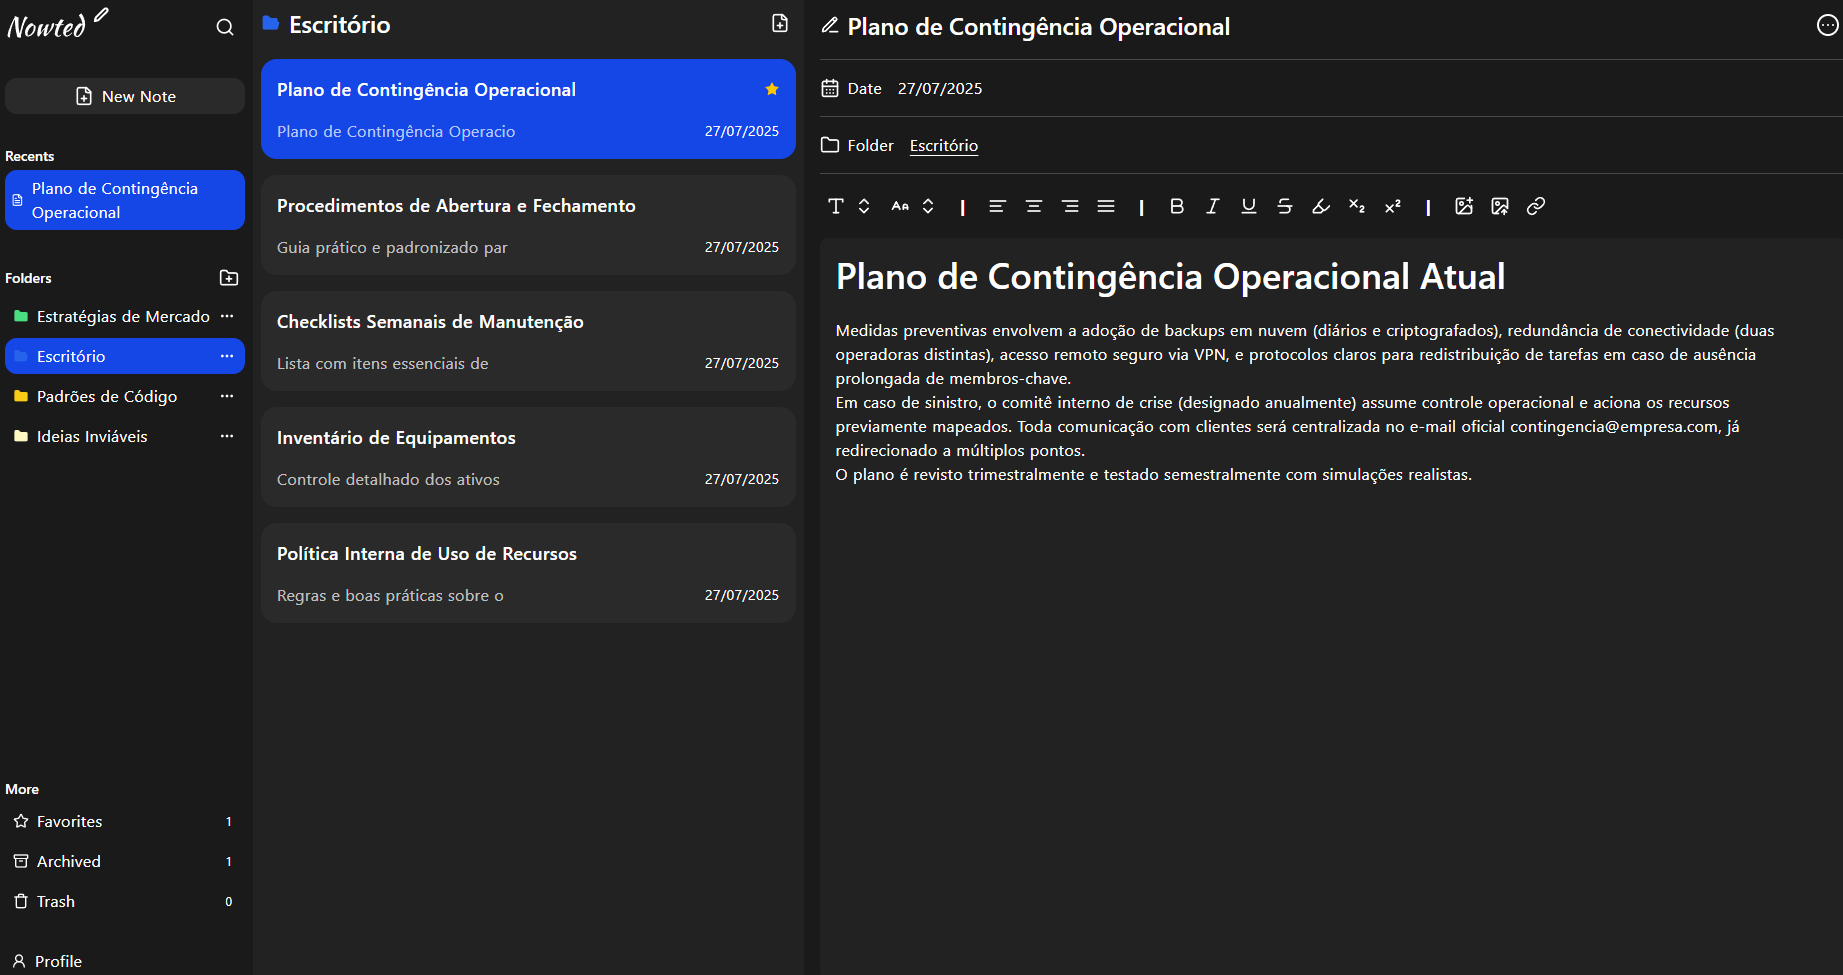 Nowted
New Note
Recents
Plano de Contingência
Operacional
Folders
Estratégias de Mercado
Escritório
Padrões de Código
Ideias Inviáveis
More
Favorites 1
Archived 1
Trash 0
Profile
Escritório
Plano de Contingência Operacional
Plano de Contingência Operacio 27/07/2025
Procedimentos de Abertura e Fechamento
Guia prático e padronizado par 27/07/2025
Checklists Semanais de Manutenção
Lista com itens essenciais de 27/07/2025
Inventário de Equipamentos
Controle detalhado dos ativos 27/07/2025
Política Interna de Uso de Recursos
Regras e boas práticas sobre o 27/07/2025
Plano de Contingência Operacional
Date 27/07/2025
Folder Escritório
Plano de Contingência Operacional Atual
Medidas preventivas envolvem a adoção de backups em nuvem (diários e criptografados), redundância de conectividade (duas
operadoras distintas), acesso remoto seguro via VPN, e protocolos claros para redistribuição de tarefas em caso de ausência
prolongada de membros-chave.
Em caso de sinistro, o comitê interno de crise (designado anualmente) assume controle operacional e aciona os recursos
previamente mapeados. Toda comunicação com clientes será centralizada no e-mail oficial contingencia@empresa.com, já
redirecionado a múltiplos pontos.
O plano é revisto trimestralmente e testado semestralmente com simulações realistas.